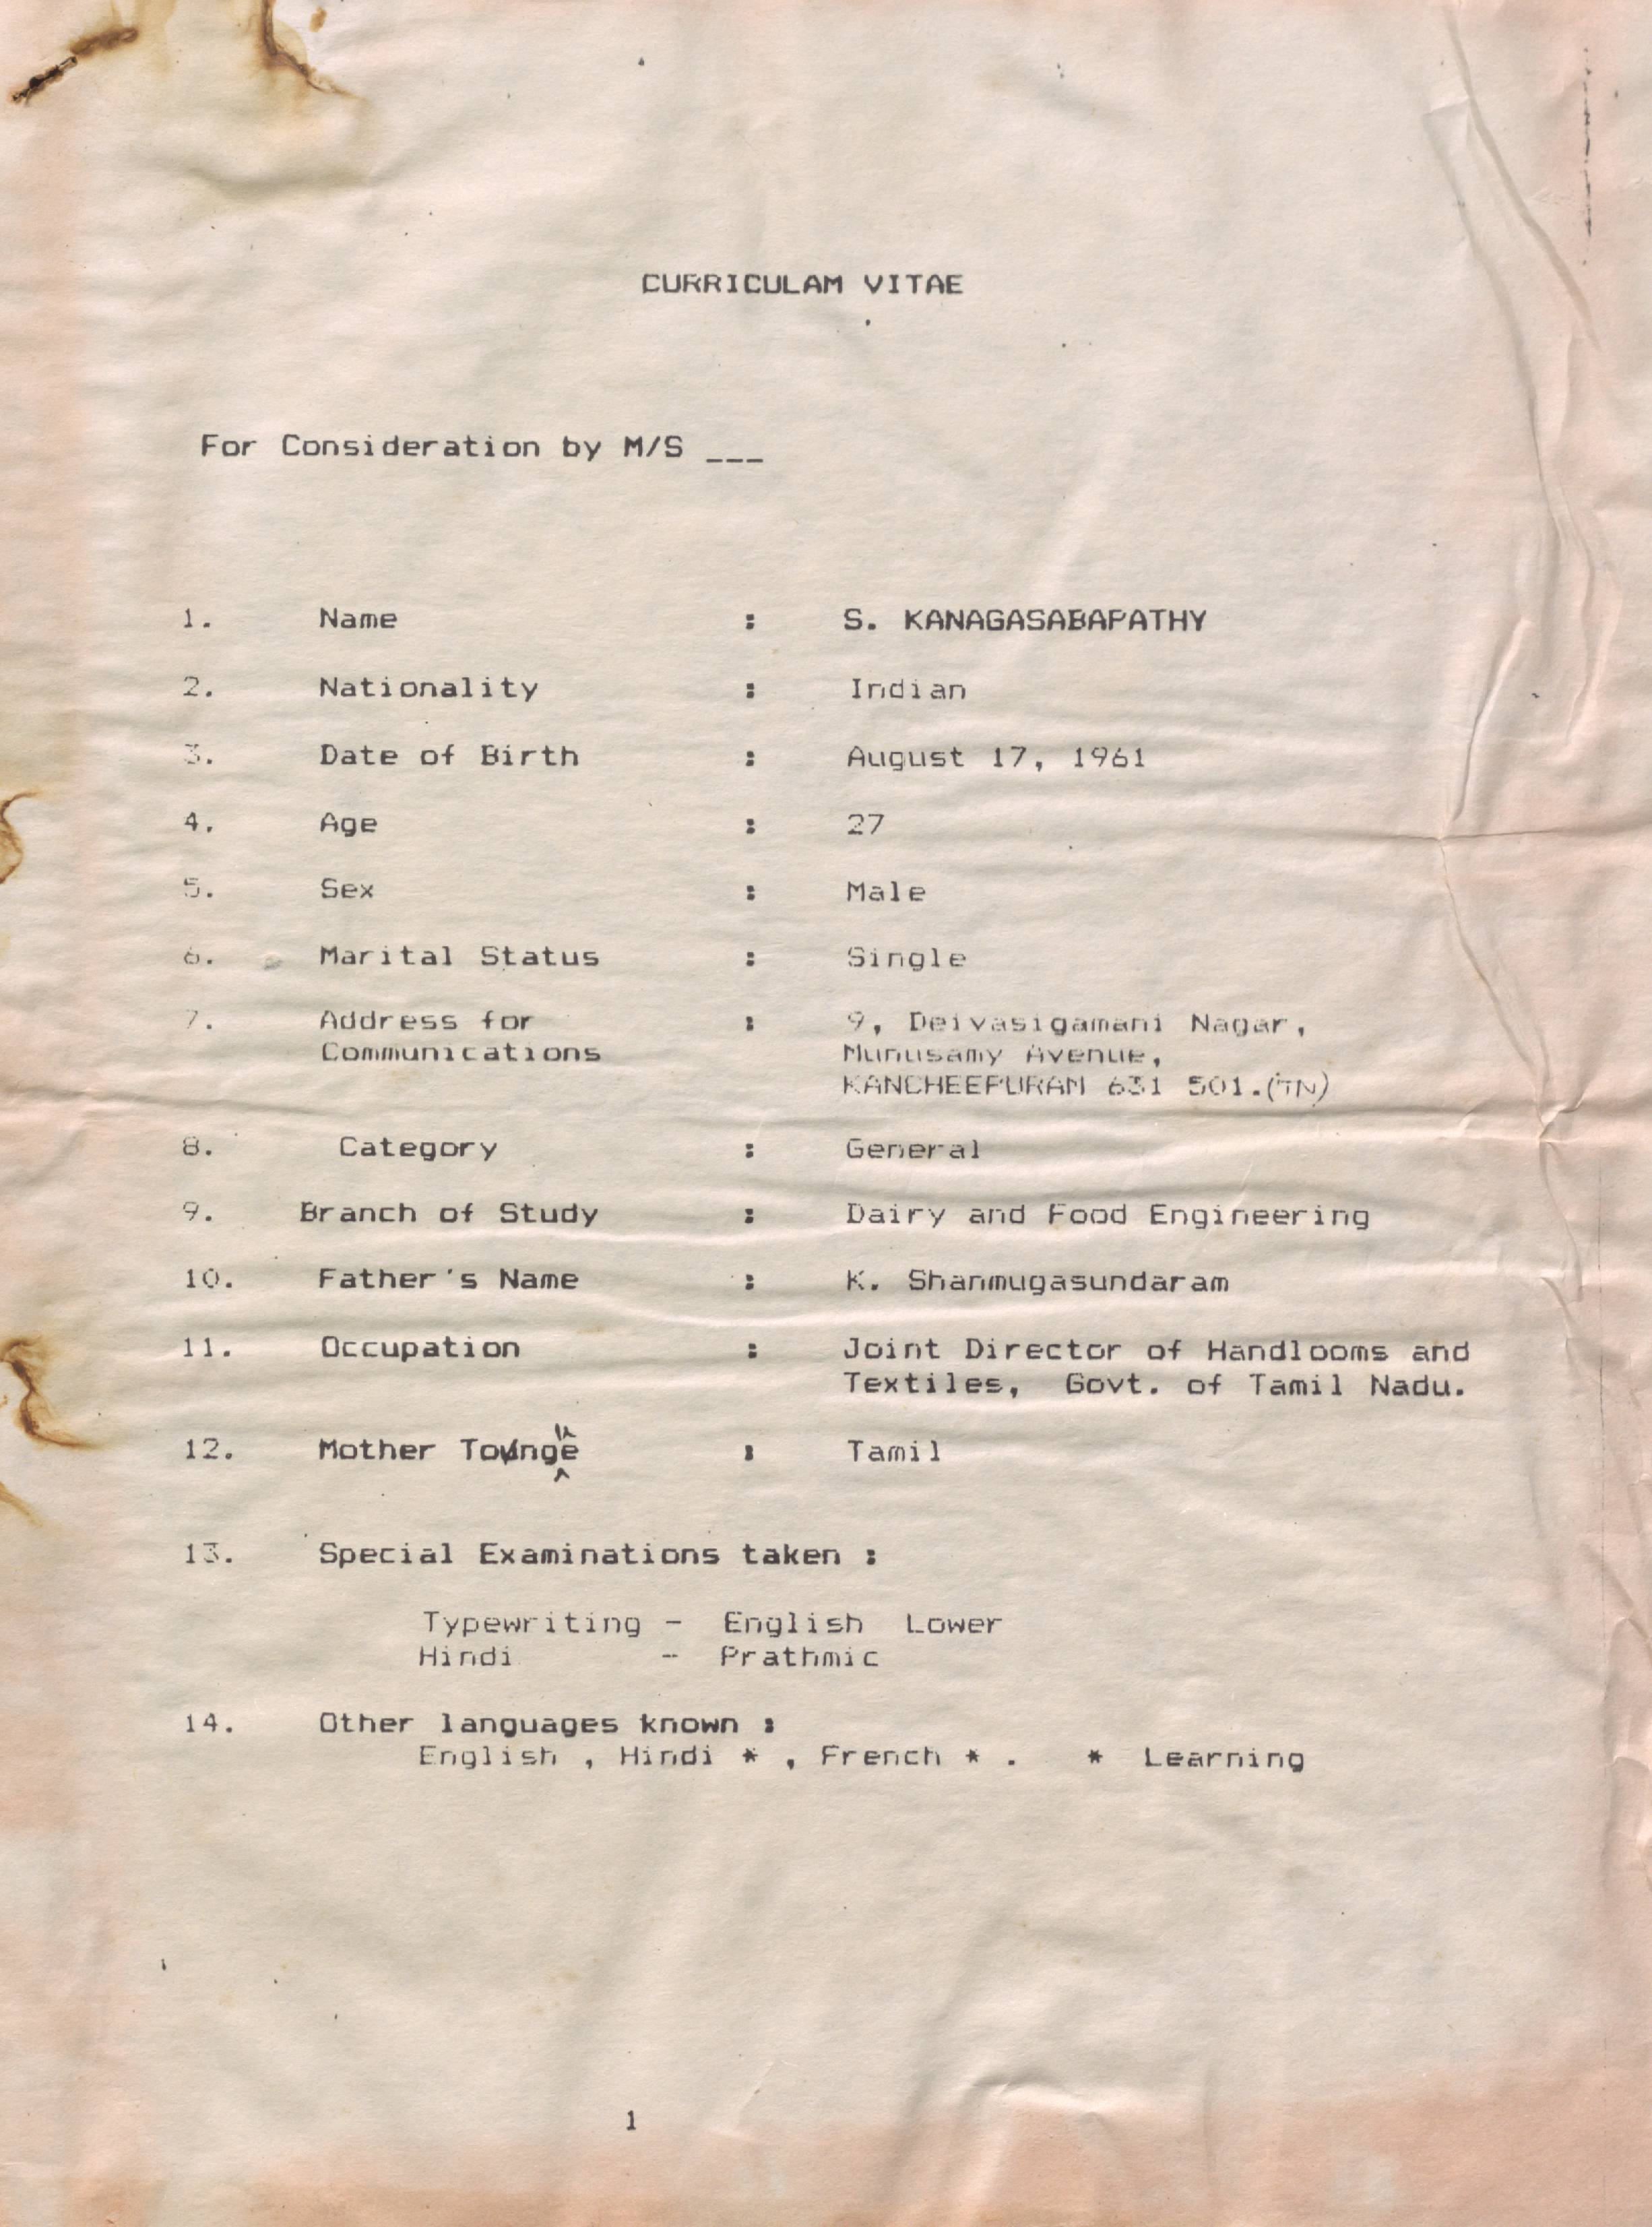 CURRICULAM VITAE
For Consideration by M/S ___
1. Name : S. KANAGASABAPATHY
2. Nationality : Indian
3. Date of Birth : August 17, 1961
4. Age : 27
5. Sex : Male
6. Marital Status : Single
7. Address for : 9, Deivasigamani Nagar,
Communications Munusamy Avenue,
KANCHEEPURAM 631 501.(TN)
8. Category : General
9. Branch of Study : Dairy and Food Engineering
10. Father's Name : K. Shanmugasundaram
11. Occupation : Joint Director of Handlooms and
Textiles, Govt. of Tamil Nadu.
12. Mother Tongue : Tamil
13. Special Examinations taken :
Typewriting - English Lower
Hindi - Prathmic
14. Other languages known :
English , Hindi * , French * . * Learning
1